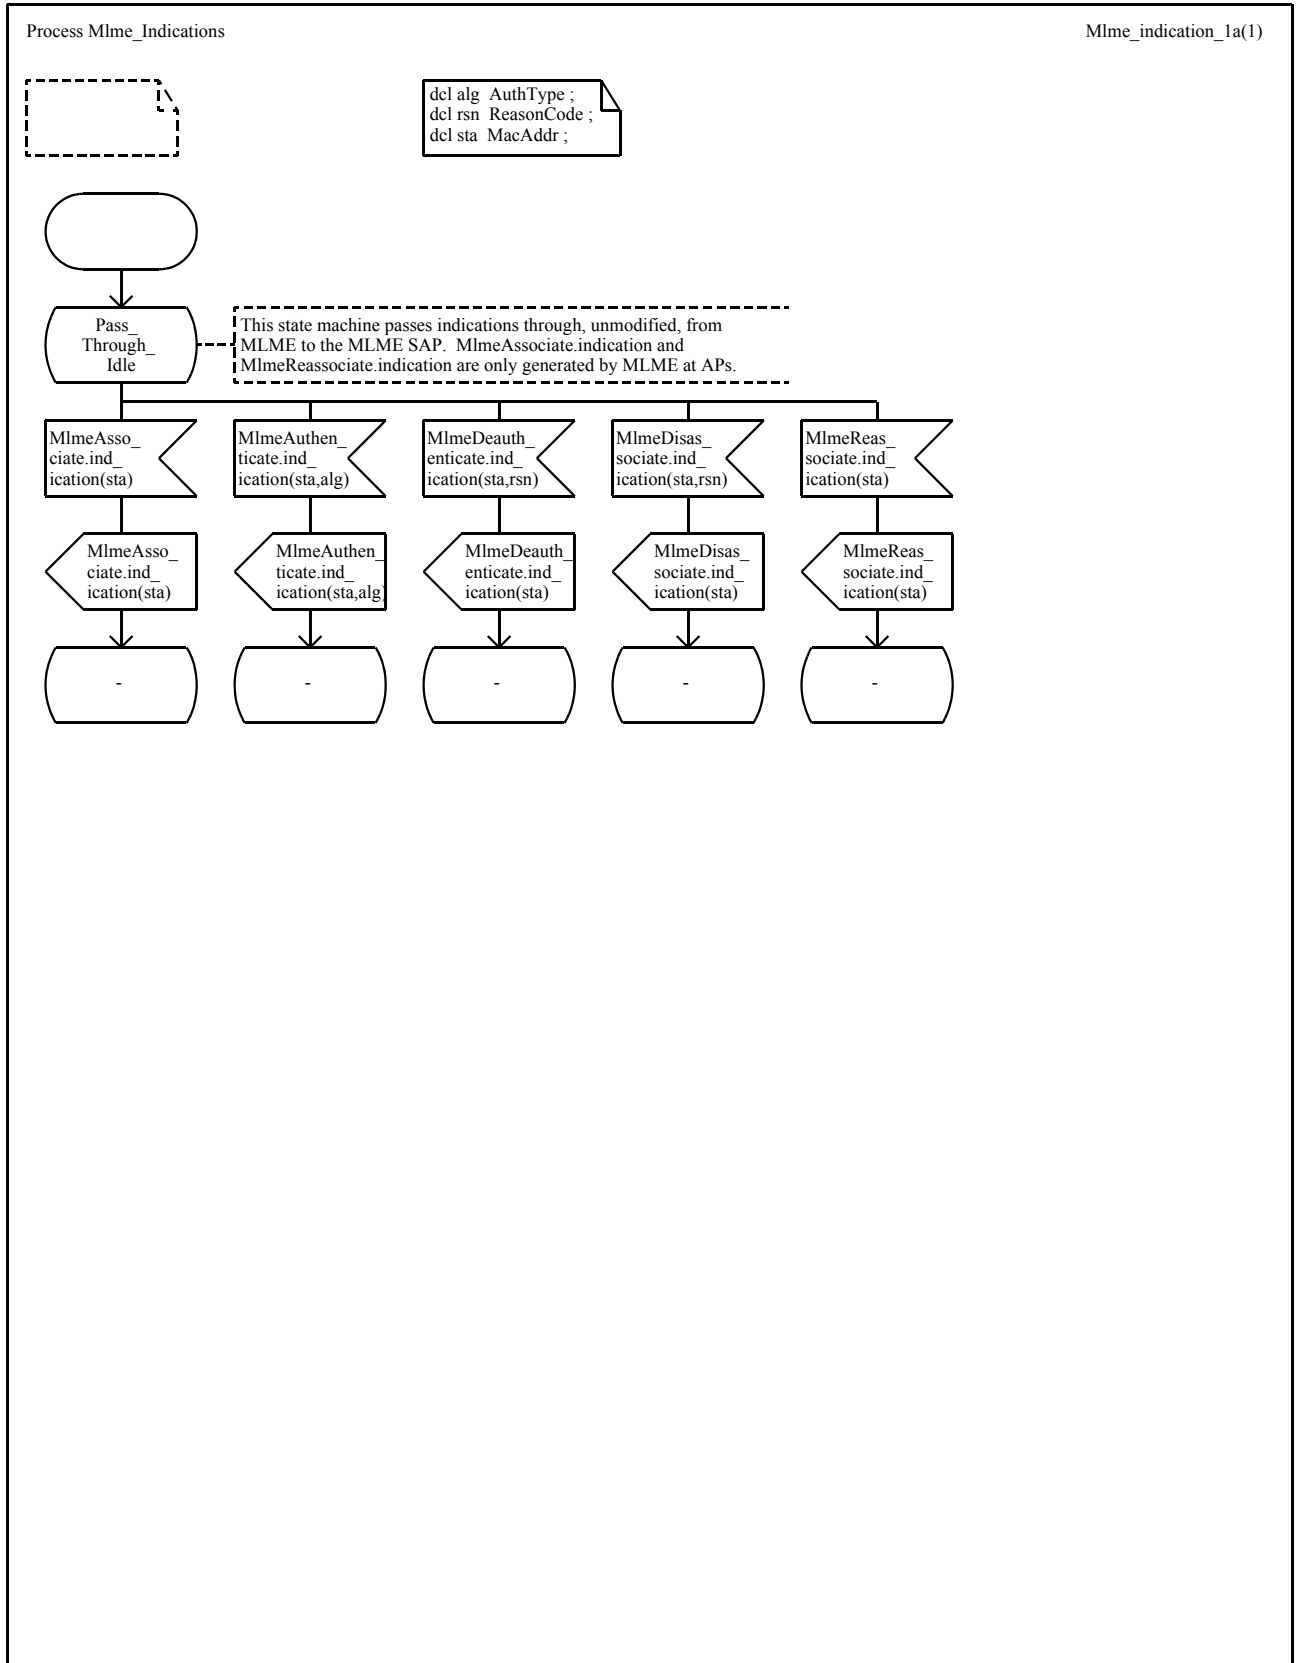 Process Mlme_Indications
Mlme_indication_1a(1)
dcl alg AuthType ;
dcl rsn ReasonCode ;
dcl sta MacAddr ;
Pass_
Through_
Idle
This state machine passes indications through, unmodified, from
MLME to the MLME SAP. MlmeAssociate.indication and
MlmeReassociate.indication are only generated by MLME at APs.
MlmeAsso_
ciate.ind_
ication(sta)
MlmeAuthen_
ticate.ind_
ication(sta,alg)
MlmeDeauth_
enticate.ind_
ication(sta,rsn)
MlmeDisas_
sociate.ind_
ication(sta,rsn)
MlmeReas_
sociate.ind_
ication(sta)
MlmeAsso_
ciate.ind_
ication(sta)
MlmeAuthen_
ticate.ind_
ication(sta,alg)
MlmeDeauth_
enticate.ind_
ication(sta)
MlmeDisas_
sociate.ind_
ication(sta)
MlmeReas_
sociate.ind_
ication(sta)
-
-
-
-
-